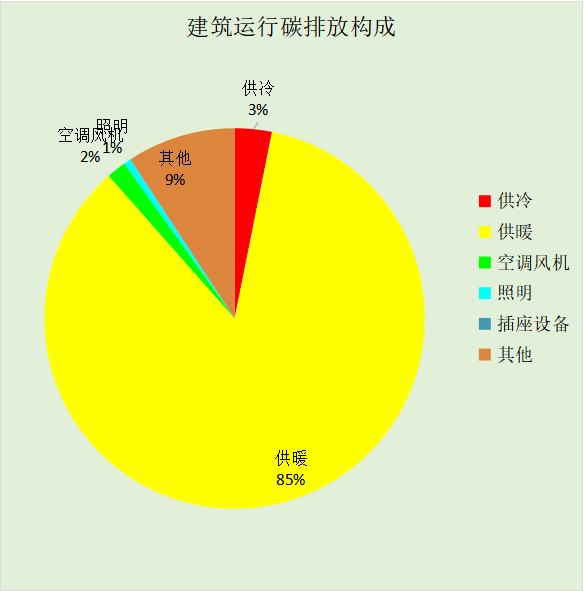 建筑运行碳排放构成
供冷
3%
照明
1%
空调风机
2%
其他
9%
供暖
85%
供冷
供暖
空调风机
照明
插座设备
其他